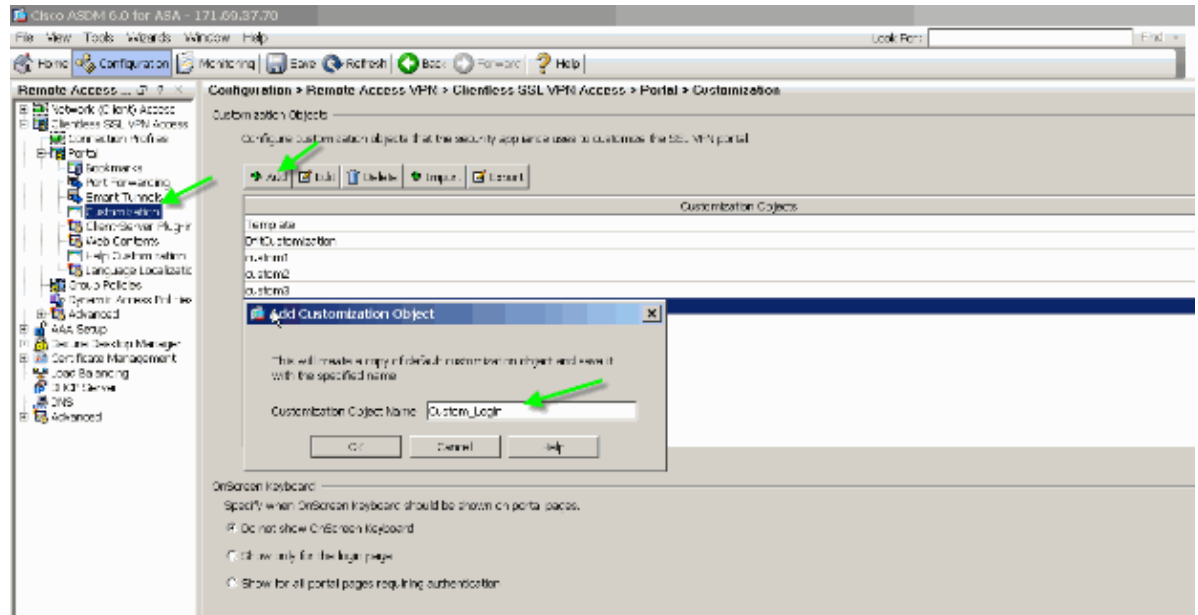 Cisco ASDM 6.0 for ASA - 171.69.37.70
File View Tools Wizards Window Help
Look For: Find
Home Configuration Monitoring Save Refresh Back Forward Help
Remote Access ...
Network (Client) Access
Clientless SSL VPN Access
Connection Profiles
Portal
Bookmarks
Port Forwarding
Smart Tunnels
Customization
Client-Server Plug-ir
Web Contents
Help Customization
Language Localizatic
Group Policies
Dynamic Access Policies
Advanced
AAA Setup
Secure Desktop Manager
Certificate Management
Load Balancing
DHCP Server
DNS
Advanced
Configuration > Remote Access VPN > Clientless SSL VPN Access > Portal > Customization
Customization Objects
Configure customization objects that the security appliance uses to customize the SSL VPN portal.
Add Edit Delete Import Export
Customization Objects
Template
DfltCustomization
custom1
custom2
custom3
Add Customization Object
This will create a copy of default customization object and save it
with the specified name
Customization Object Name Custom_Login
OK Cancel Help
OnScreen Keyboard
Specify when OnScreen Keyboard should be shown on portal pages.
Do not show OnScreen Keyboard
Show only for the login page
Show for all portal pages requiring authentication